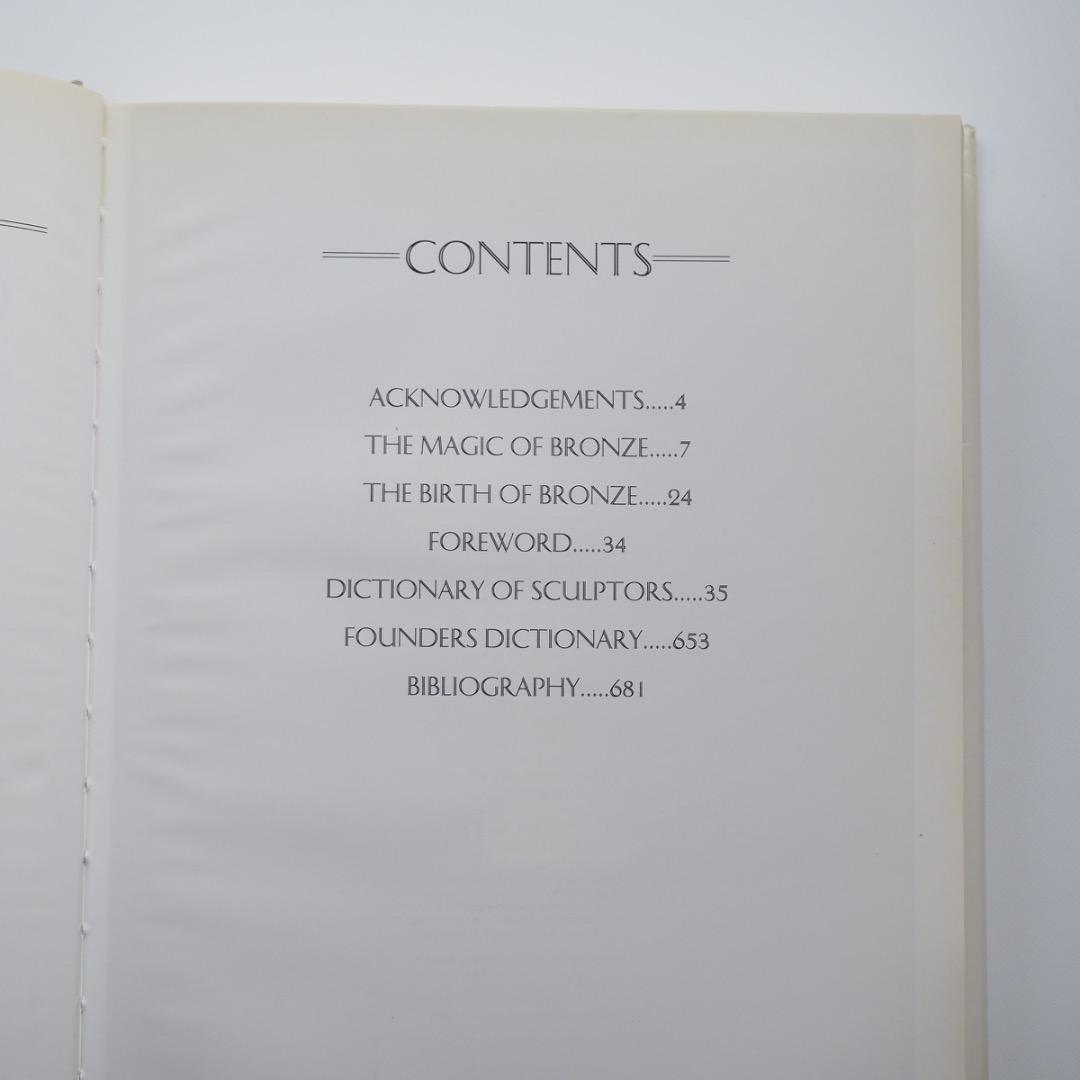 CONTENTS
ACKNOWLEDGEMENTS.....4
THE MAGIC OF BRONZE.....7
THE BIRTH OF BRONZE.....24
FOREWORD.....34
DICTIONARY OF SCULPTORS.....35
FOUNDERS DICTIONARY.....653
BIBLIOGRAPHY.....681